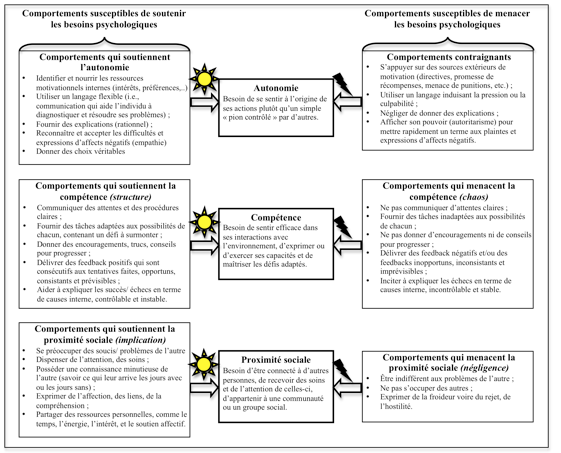 Comportements susceptibles de soutenir
les besoins psychologiques
Comportements susceptibles de menacer
les besoins psychologiques
Comportements qui soutiennent
l'autonomie
• Identifier et nourrir les ressources
motivationnels internes (intérêts, préférences,..)
• Utiliser un langage flexible (i.e.,
communication qui aide l'individu à
diagnostiquer et résoudre ses problèmes) ;
• Fournir des explications (rationnel) ;
• Reconnaître et accepter les difficultés et
expressions d'affects négatifs (empathie)
• Donner des choix véritables
Autonomie
Besoin de se sentir à l'origine de
ses actions plutôt qu'un simple
« pion contrôlé » par d'autres.
Comportements contraignants
• S'appuyer sur des sources extérieurs de
motivation (directives, promesse de
récompenses, menace de punitions, etc.) ;
• Utiliser un langage induisant la pression ou la
culpabilité ;
• Négliger de donner des explications ;
• Afficher son pouvoir (autoritarisme) pour
mettre rapidement un terme aux plaintes et
expressions d'affects négatifs.
Comportements qui soutiennent la
compétence (structure)
• Communiquer des attentes et des procédures
claires ;
• Fournir des tâches adaptées aux possibilités de
chacun, contenant un défi à surmonter ;
• Donner des encouragements, trucs, conseils
pour progresser ;
• Délivrer des feedback positifs qui sont
consécutifs aux tentatives faites, opportuns,
consistants et prévisibles ;
• Aider à expliquer les succès/ échecs en terme
de causes interne, contrôlable et instable.
Compétence
Besoin de sentir efficace dans
ses interactions avec
l'environnement, d'exprimer ou
d'exercer ses capacités et de
maîtriser les défis adaptés.
Comportements qui menacent la
compétence (chaos)
• Ne pas communiquer d'attentes claires ;
• Fournir des tâches inadaptées aux possibilités
de chacun ;
• Ne pas donner d'encouragements ni de conseils
pour progresser ;
• Délivrer des feedback négatifs et/ou des
feedbacks inopportuns, inconsistants et
imprévisibles ;
• Inciter à expliquer les échecs en terme de
causes interne, incontrôlable et stable.
Comportements qui soutiennent la
proximité sociale (implication)
• Se préoccuper des soucis/ problèmes de l'autre
• Dispenser de l'attention, des soins ;
• Posséder une connaissance minutieuse de
l'autre (savoir ce qui leur arrive les jours avec
ou les jours sans) ;
• Exprimer de l'affection, des liens, de la
compréhension ;
• Partager des ressources personnelles, comme le
temps, l'énergie, l'intérêt, et le soutien affectif.
Proximité sociale
Besoin d'être connecté à d'autres
personnes, de recevoir des soins
et de l'attention de celles-ci,
d'appartenir à une communauté
ou un groupe social.
Comportements qui menacent la
proximité sociale (négligence)
• Être indifférent aux problèmes de l'autre ;
• Ne pas s'occuper des autres ;
• Exprimer de la froideur voire du rejet, de
l'hostilité.